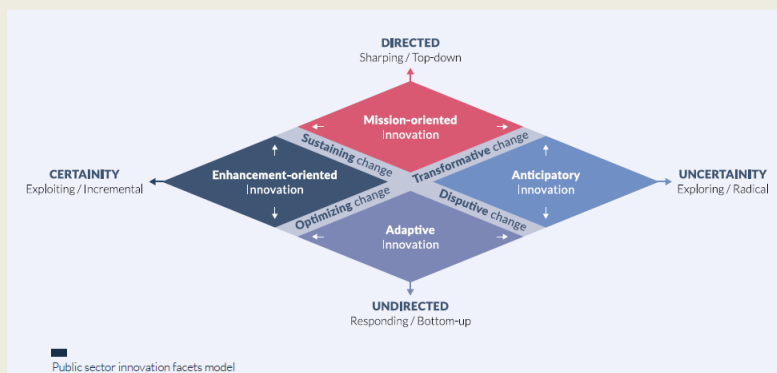 DIRECTED
Sharping / Top-down
Mission-oriented
Innovation
Sustaining change
Transformative change
CERTAINITY
Exploiting / Incremental
Enhancement-oriented
Innovation
Anticipatory
Innovation
UNCERTAINITY
Exploring / Radical
Optimizing change
Disputive change
Adaptive
Innovation
UNDIRECTED
Responding / Bottom-up
Public sector innovation facets model